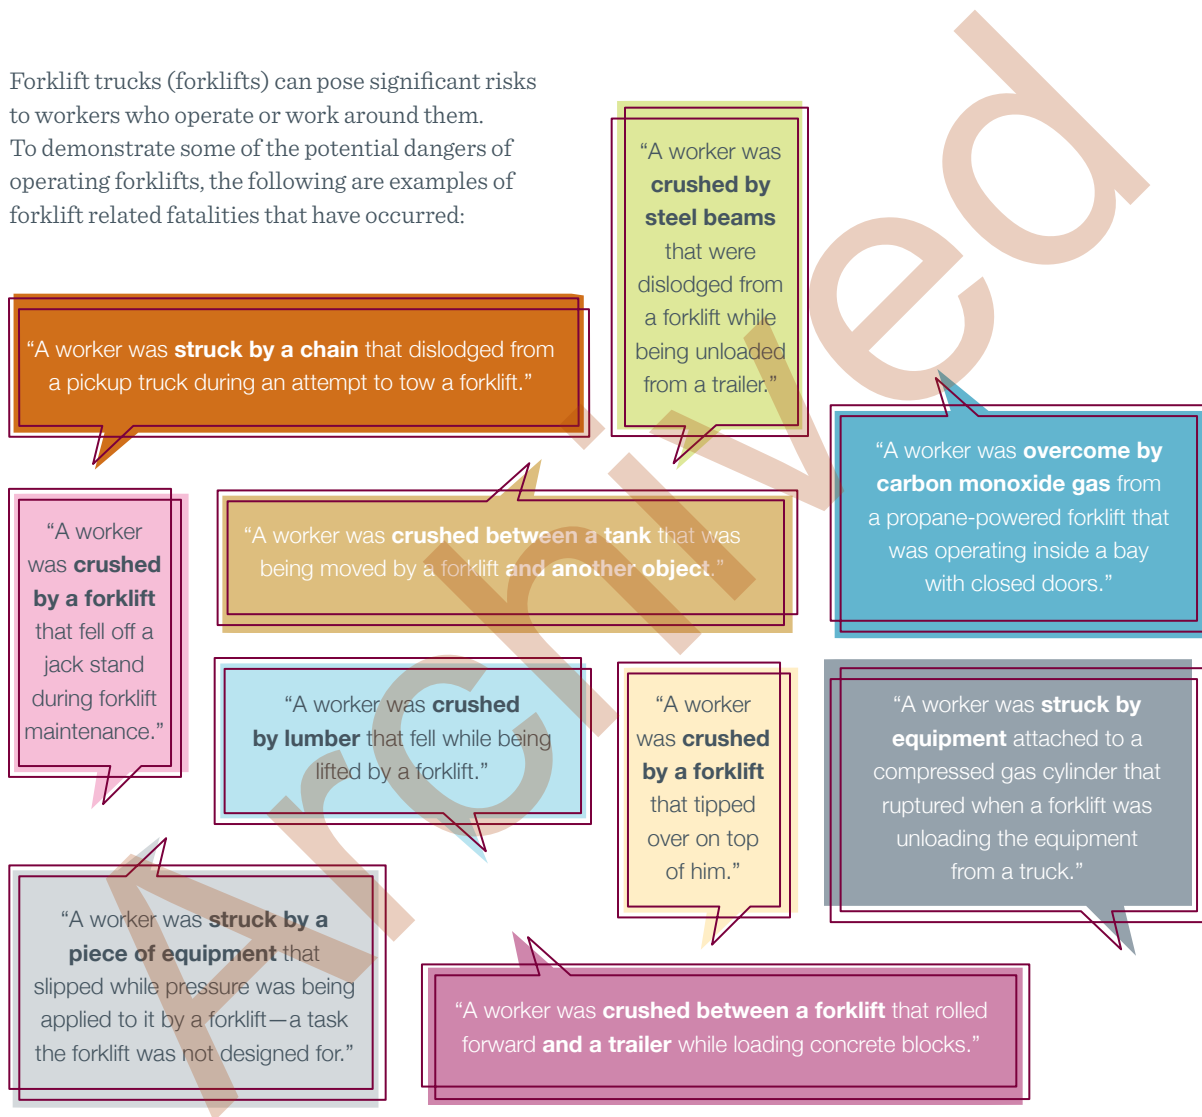 Forklift trucks (forklifts) can pose significant risks
to workers who operate or work around them.
To demonstrate some of the potential dangers of
operating forklifts, the following are examples of
forklift related fatalities that have occurred:
“A worker was
crushed by
steel beams
that were
dislodged from
a forklift while
being unloaded
from a trailer.”
“A worker was struck by a chain that dislodged from
a pickup truck during an attempt to tow a forklift.”
“A worker was overcome by
carbon monoxide gas from
a propane-powered forklift that
was operating inside a bay
with closed doors.”
“A worker
was crushed
by a forklift
that fell off a
jack stand
during forklift
maintenance.”
“A worker was crushed between a tank that was
being moved by a forklift and another object.”
“A worker was crushed
by lumber that fell while being
lifted by a forklift.”
“A worker
was crushed
by a forklift
that tipped
over on top
of him.”
“A worker was struck by
equipment attached to a
compressed gas cylinder that
ruptured when a forklift was
unloading the equipment
from a truck.”
“A worker was struck by a
piece of equipment that
slipped while pressure was being
applied to it by a forklift—a task
the forklift was not designed for.”
“A worker was crushed between a forklift that rolled
forward and a trailer while loading concrete blocks.”
Archived